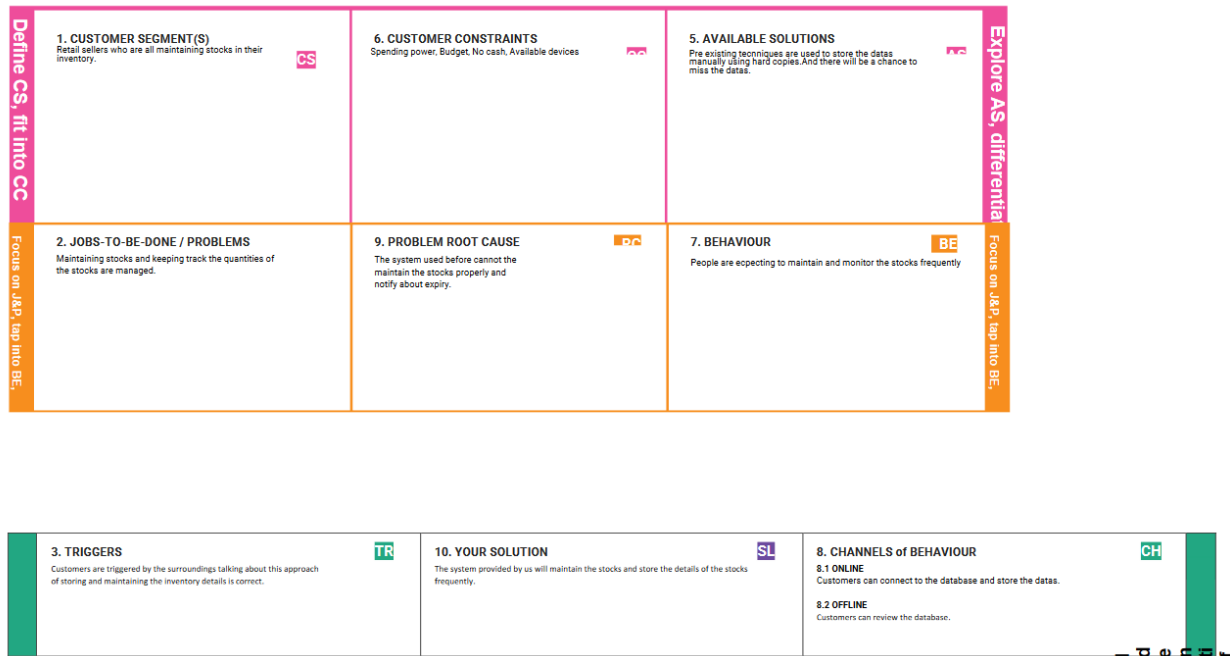 Define CS, fit into CC
1. CUSTOMER SEGMENT(S)
CS
Retail sellers who are all maintaining stocks in their
inventory.
6. CUSTOMER CONSTRAINTS
Spending power, Budget, No cash, Available devices
5. AVAILABLE SOLUTIONS
AS
Pre existing tecnniques are used to store the datas
manually using hard copies.And there will be a chance to
miss the datas.
Explore AS, differentia
Focus on J&P, tap into BE,
2. JOBS-TO-BE-DONE / PROBLEMS
Maintaining stocks and keeping track the quantities of
the stocks are managed.
9. PROBLEM ROOT CAUSE
RC
The system used before cannot the
maintain the stocks properly and
notify about expiry.
7. BEHAVIOUR
BE
People are ecpecting to maintain and monitor the stocks frequently
Focus on J&P, tap into BE,
3. TRIGGERS
TR
Customers are triggered by the surroundings talking about this approach
of storing and maintaining the inventory details is correct.
10. YOUR SOLUTION
SL
The system provided by us will maintain the stocks and store the details of the stocks
frequently.
8. CHANNELS of BEHAVIOUR
CH
8.1 ONLINE
Customers can connect to the database and store the datas.
8.2 OFFLINE
Customers can review the database.